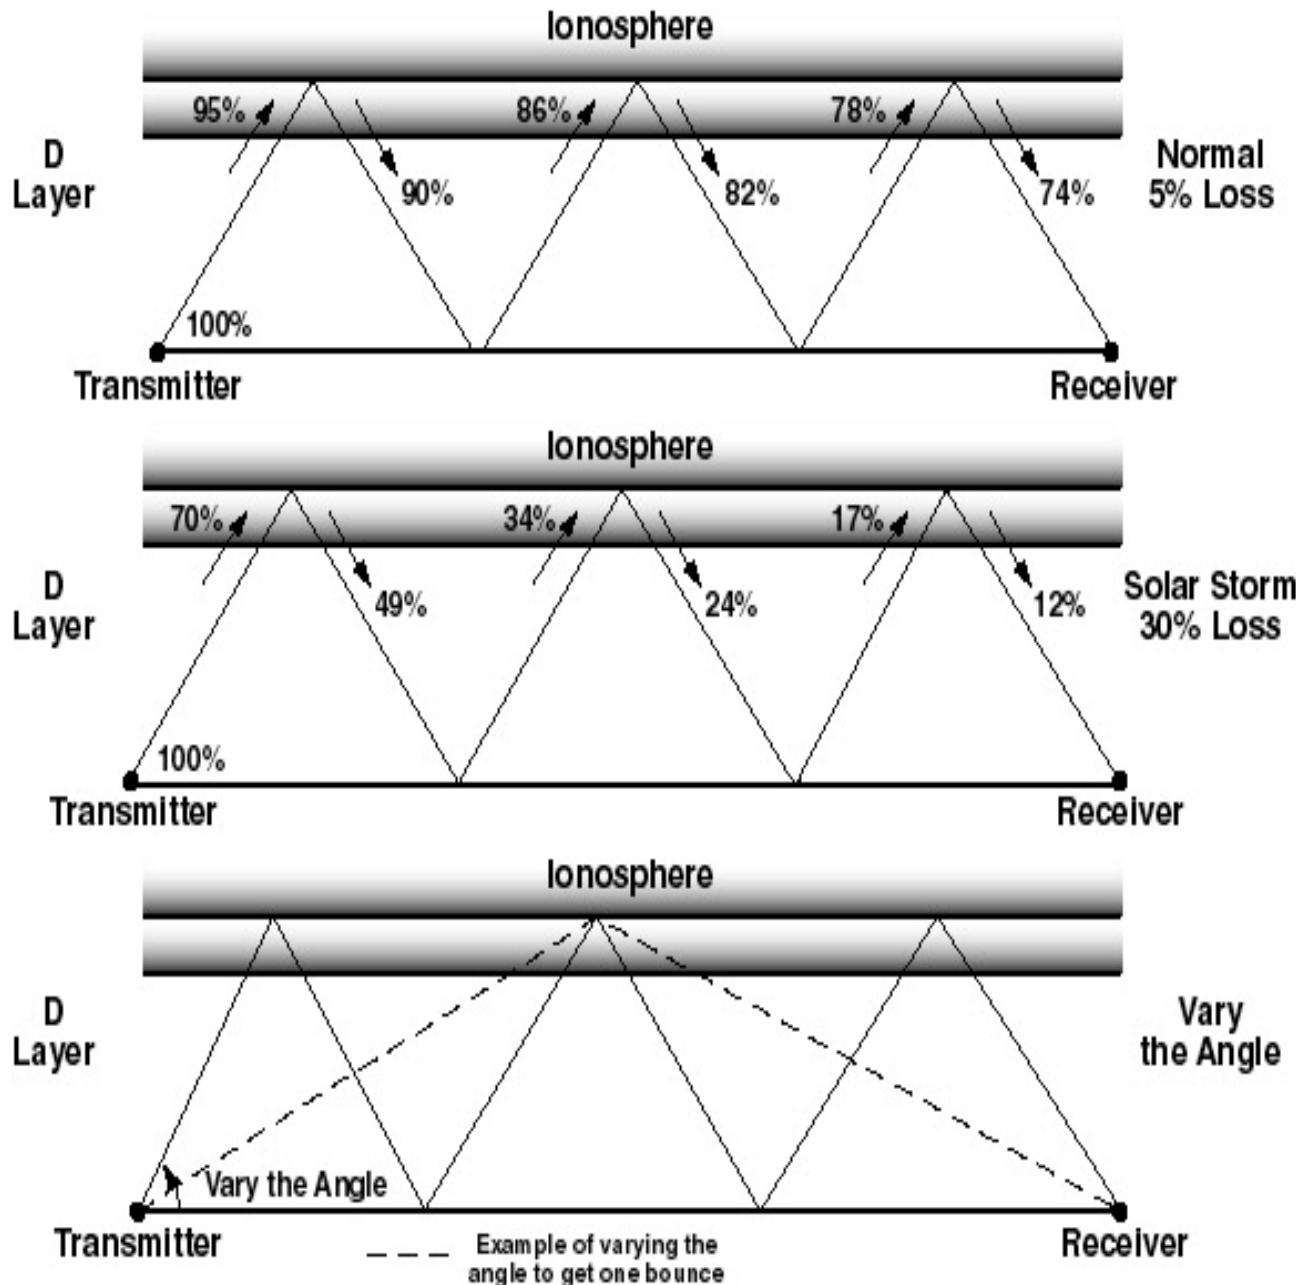 Ionosphere
95%
86%
78%
D
Layer
90%
82%
74%
Normal
5% Loss
100%
Transmitter
Receiver
Ionosphere
70%
34%
17%
D
Layer
49%
24%
12%
Solar Storm
30% Loss
100%
Transmitter
Receiver
Ionosphere
D
Layer
Vary
the Angle
Vary the Angle
Transmitter
Receiver
Example of varying the
angle to get one bounce